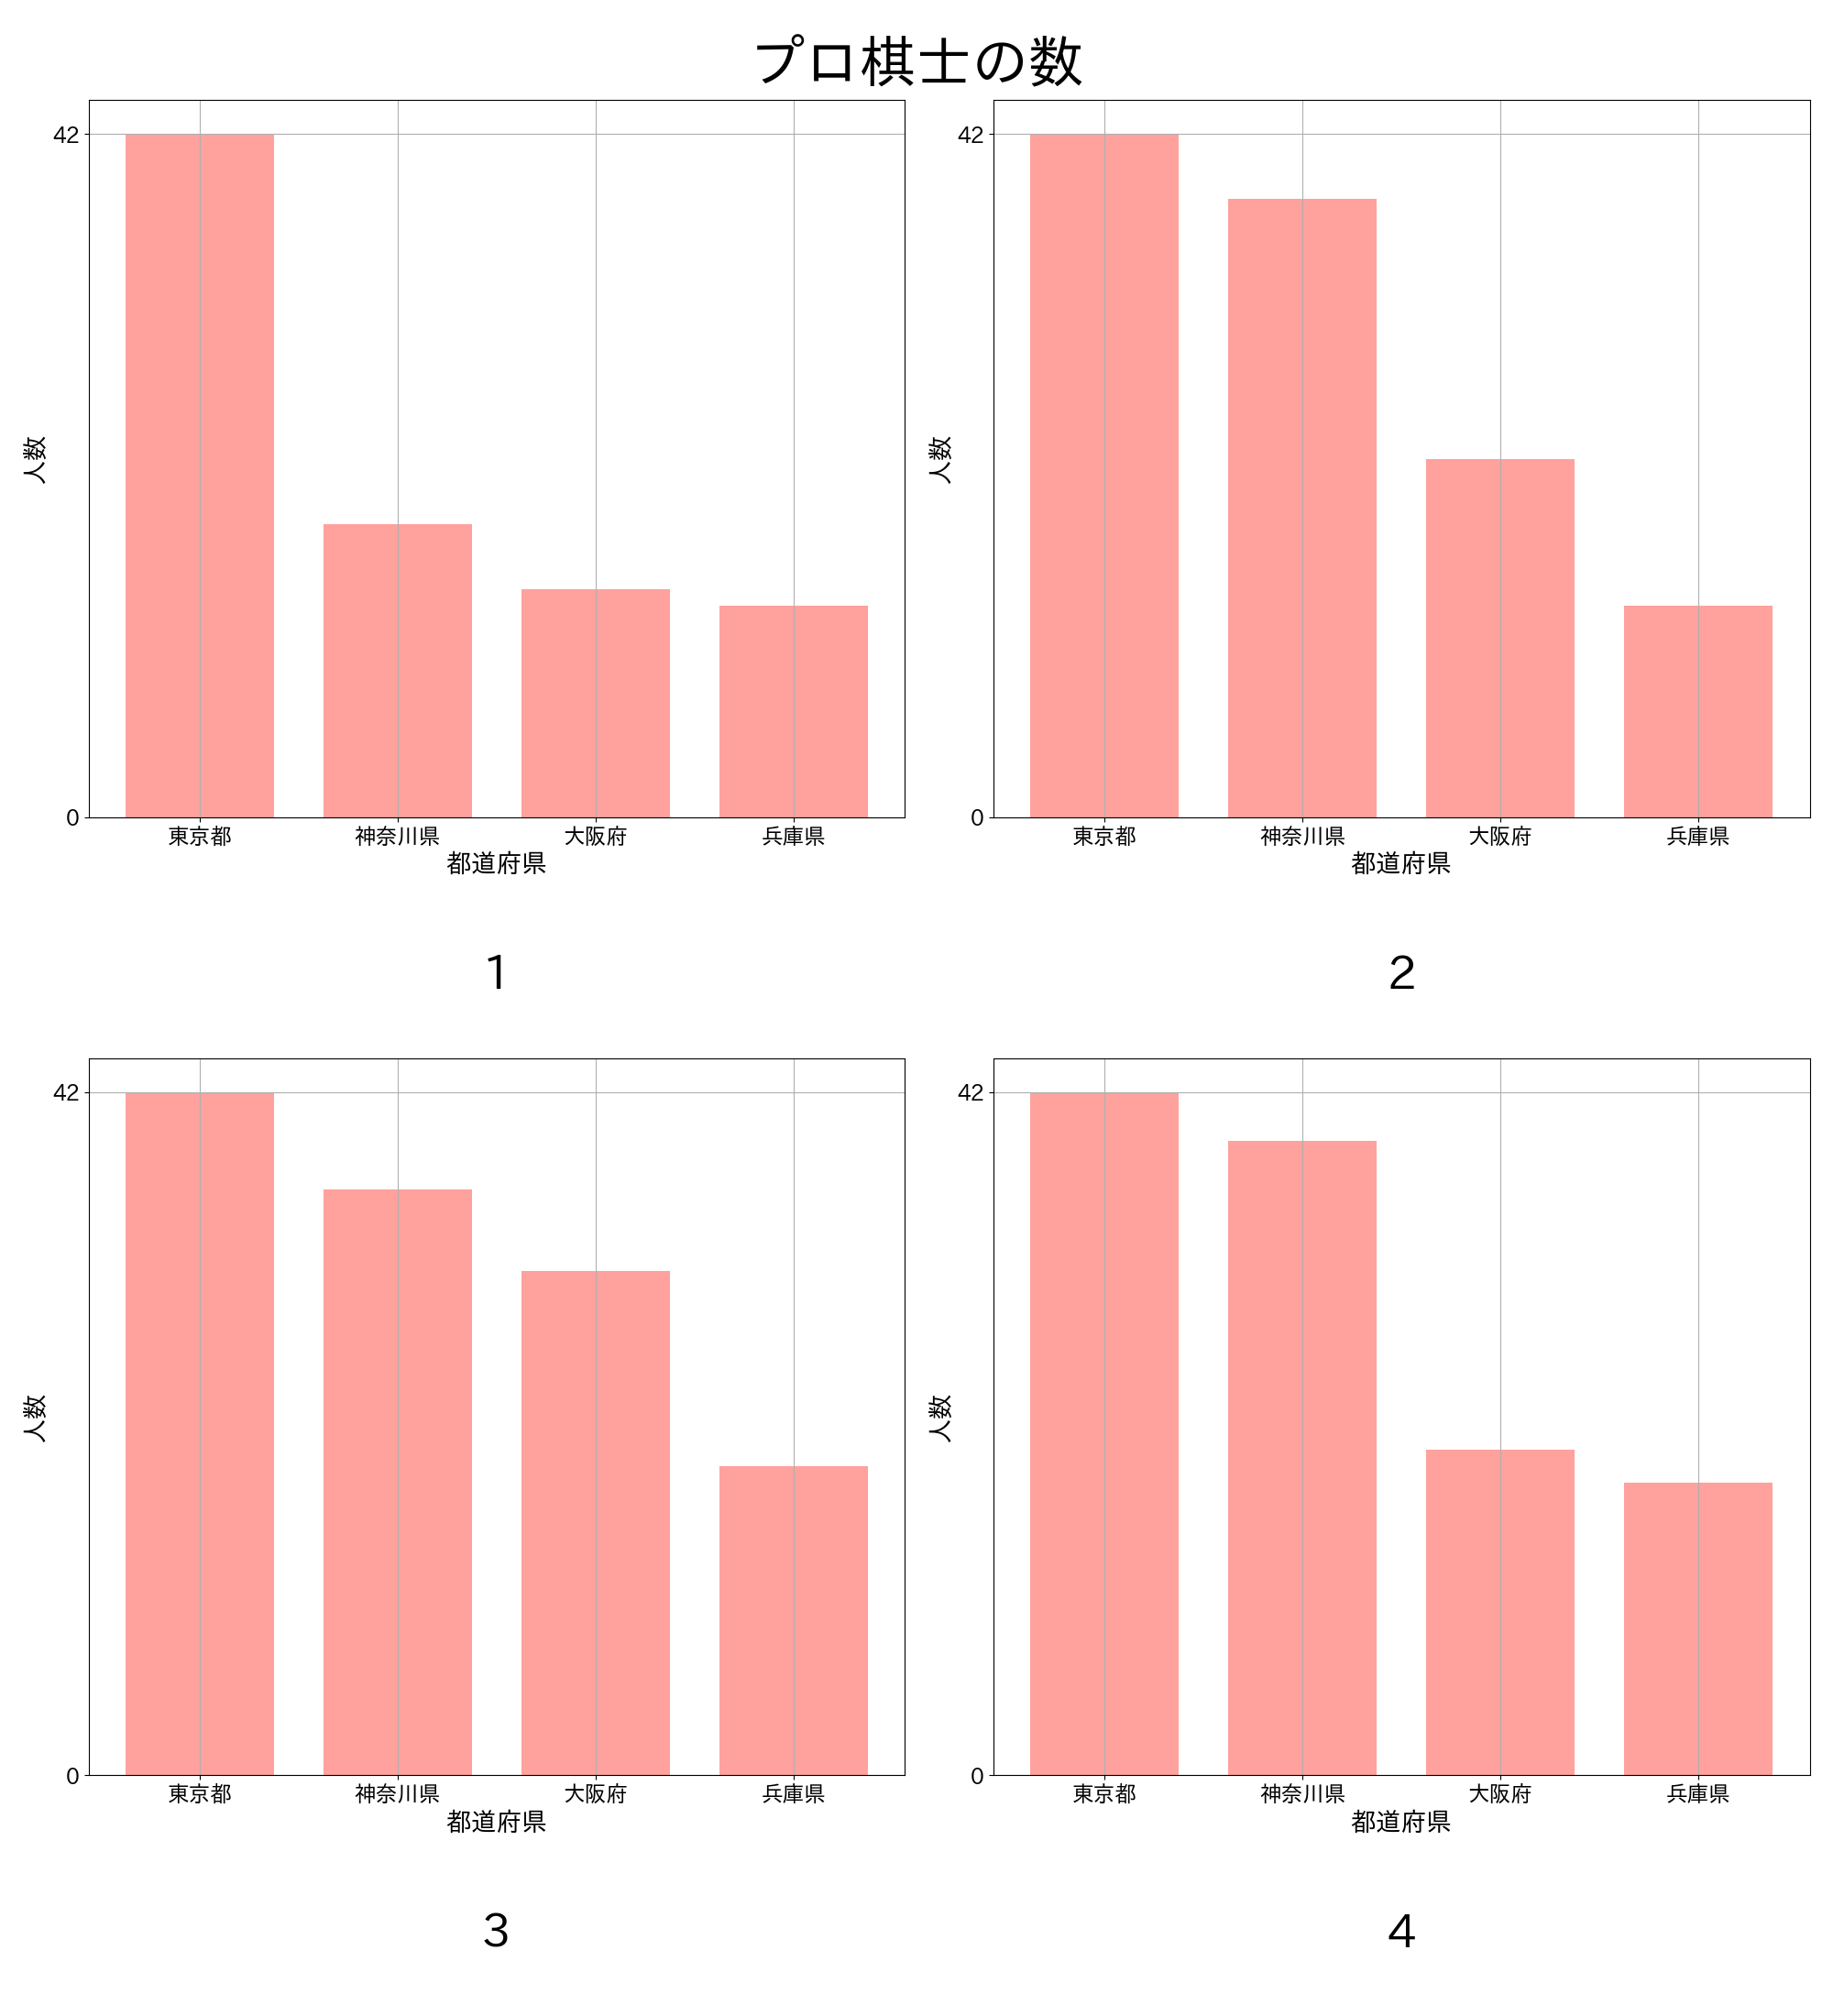 プロ棋士の数
42
人数
0
東京都 神奈川県 大阪府 兵庫県
都道府県
1
42
人数
0
東京都 神奈川県 大阪府 兵庫県
都道府県
2
42
人数
0
東京都 神奈川県 大阪府 兵庫県
都道府県
3
42
人数
0
東京都 神奈川県 大阪府 兵庫県
都道府県
4